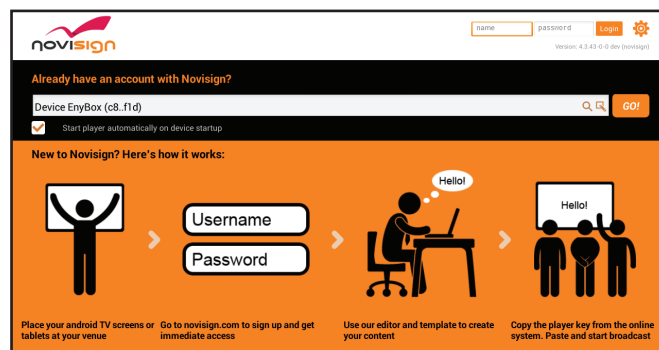 novisign
name
password
Login
Version: 4.2.43-0-0 dev (novisign)
Already have an account with Novisign?
Device EnyBox (c8..f1d)
GO!
Start player automatically on device startup
New to Novisign? Here's how it works:
Username
Password
Hello!
Hello!
Place your android TV screens or
tablets at your venue
Go to novisign.com to sign up and get
immediate access
Use our editor and template to create
your content
Copy the player key from the online
system. Paste and start broadcast